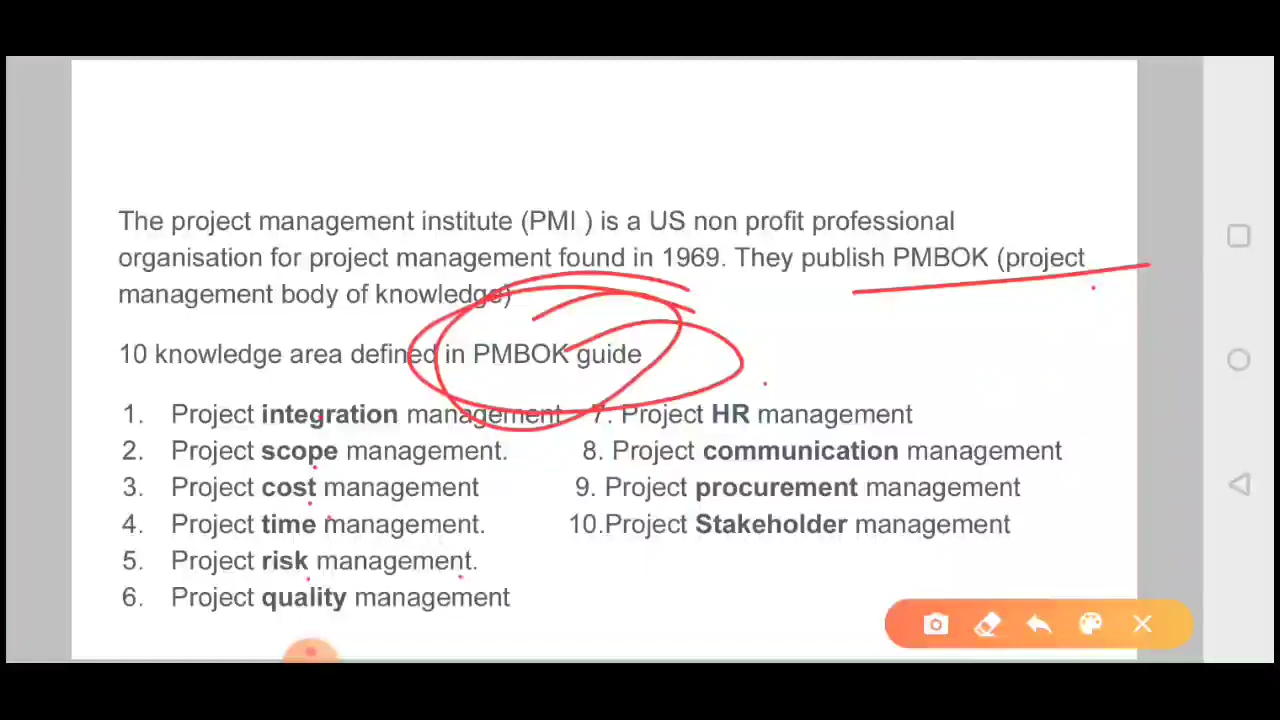 The project management institute (PMI ) is a US non profit professional
organisation for project management found in 1969. They publish PMBOK (project
management body of knowledge)
10 knowledge area defined in PMBOK guide
1. Project integration management
2. Project scope management.
3. Project cost management
4. Project time management.
5. Project risk management.
6. Project quality management
7. Project HR management
8. Project communication management
9. Project procurement management
10.Project Stakeholder management